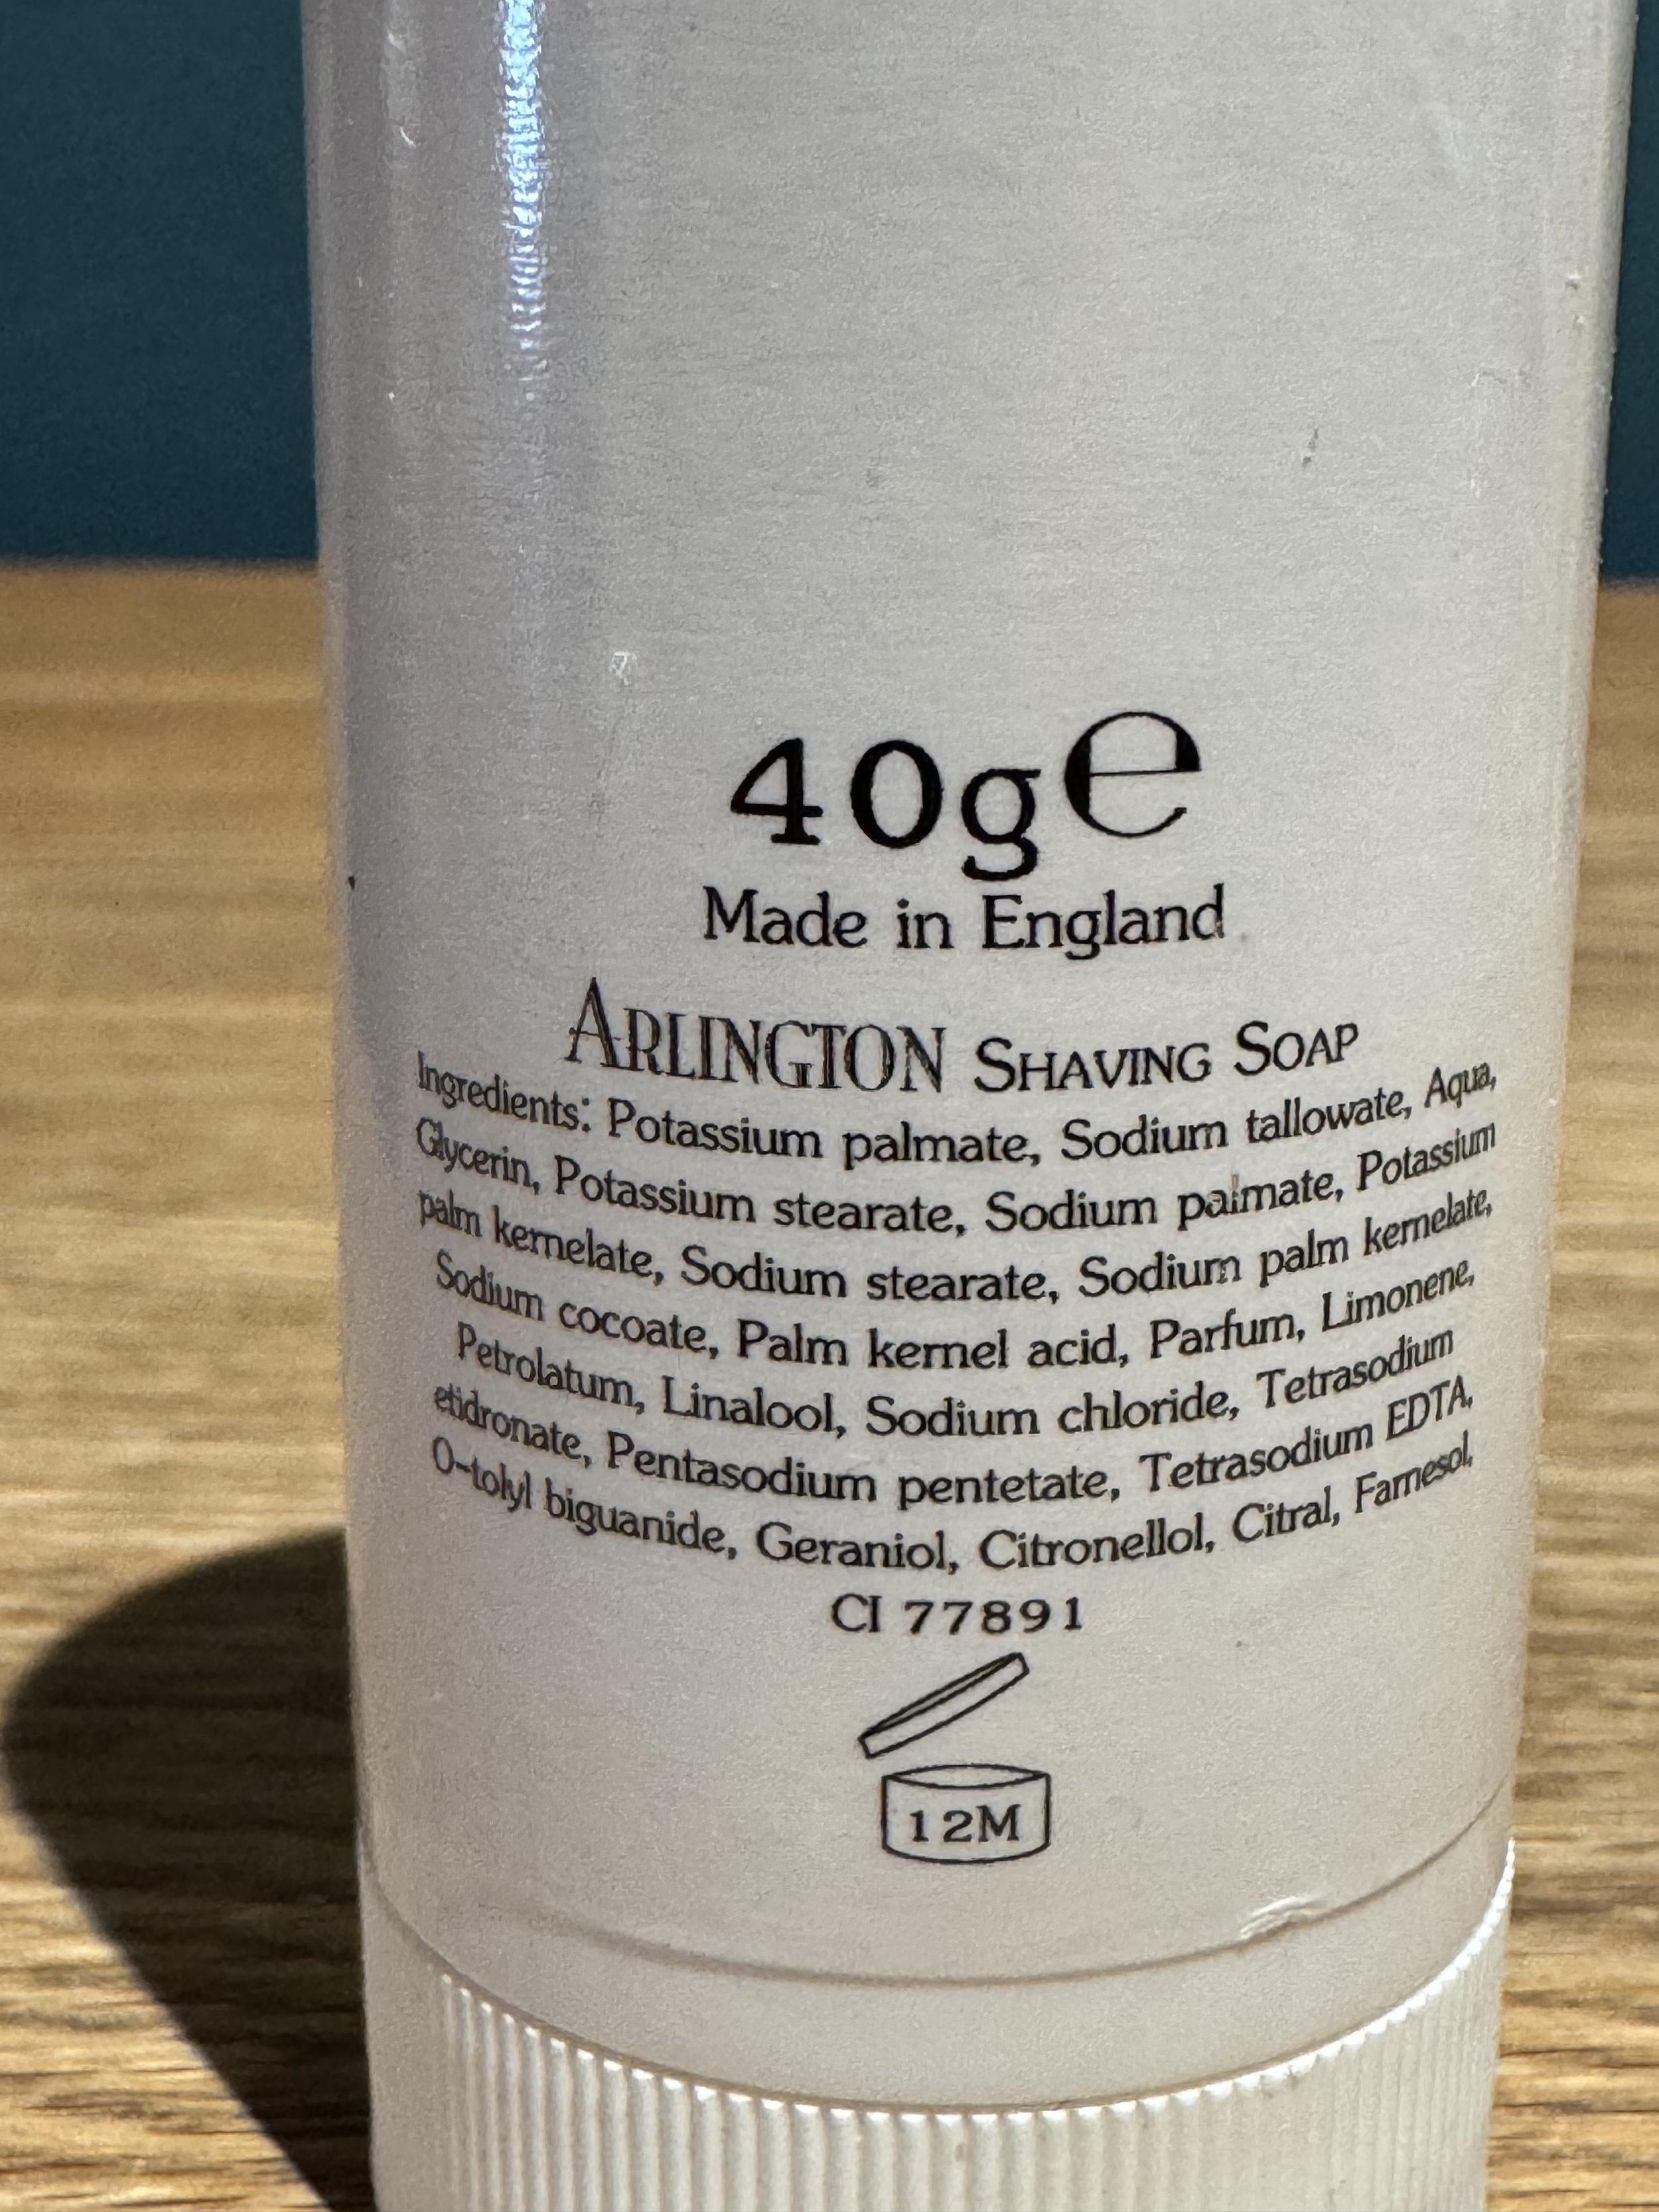 40g℮
Made in England
ARLINGTON SHAVING SOAP
Ingredients: Potassium palmate, Sodium tallowate, Aqua,
Glycerin, Potassium stearate, Sodium palmate, Potassium
palm kernelate, Sodium stearate, Sodium palm kernelate,
Sodium cocoate, Palm kernel acid, Parfum, Limonene,
Petrolatum, Linalool, Sodium chloride, Tetrasodium
etidronate, Pentasodium pentetate, Tetrasodium EDTA,
O-tolyl biguanide, Geraniol, Citronellol, Citral, Farnesol,
CI 77891
12M